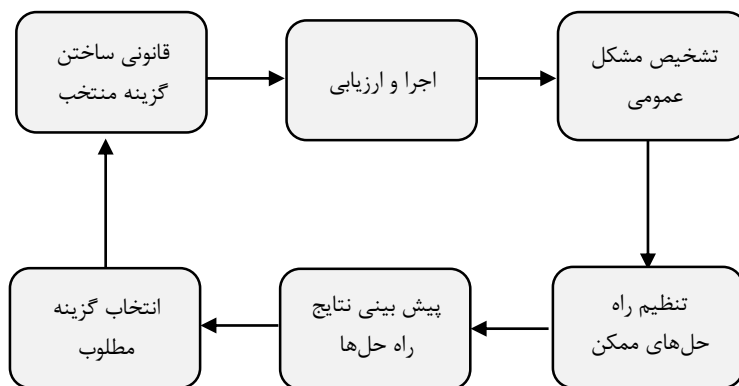 تشخیص مشکل
عمومی
اجرا و ارزیابی
قانونی ساختن
گزینه منتخب
تنظیم راه
حل‌های ممکن
پیش بینی نتایج
راه حل‌ها
انتخاب گزینه
مطلوب